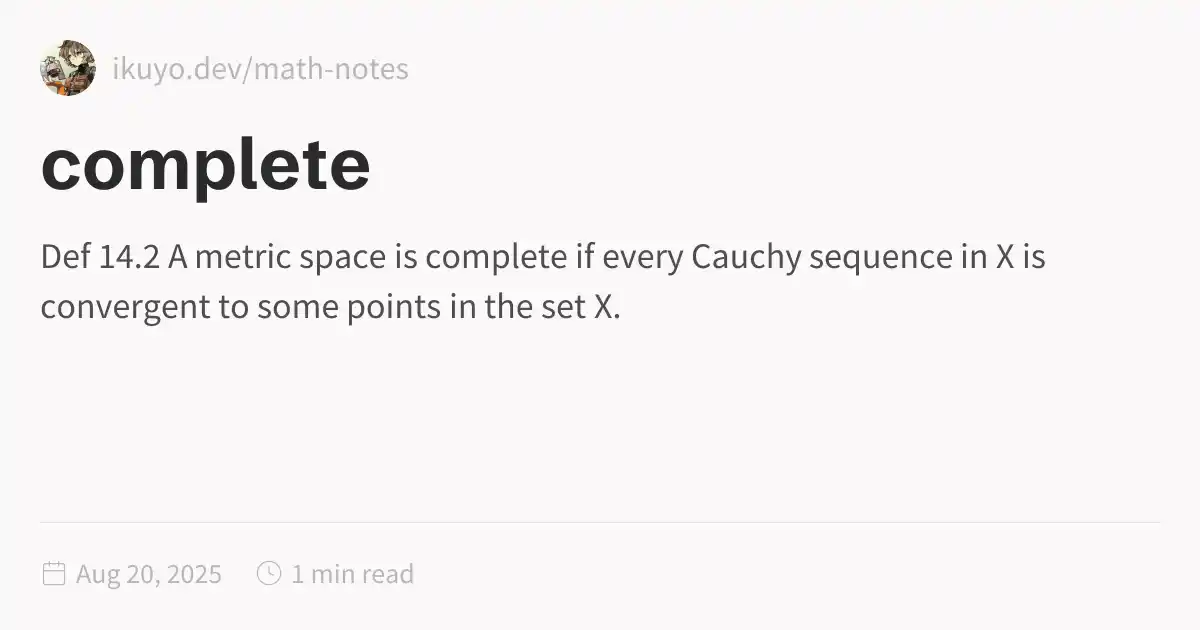 ikuyo.dev/math-notes
complete
Def 14.2 A metric space is complete if every Cauchy sequence in X is
convergent to some points in the set X.
Aug 20, 2025 1 min read